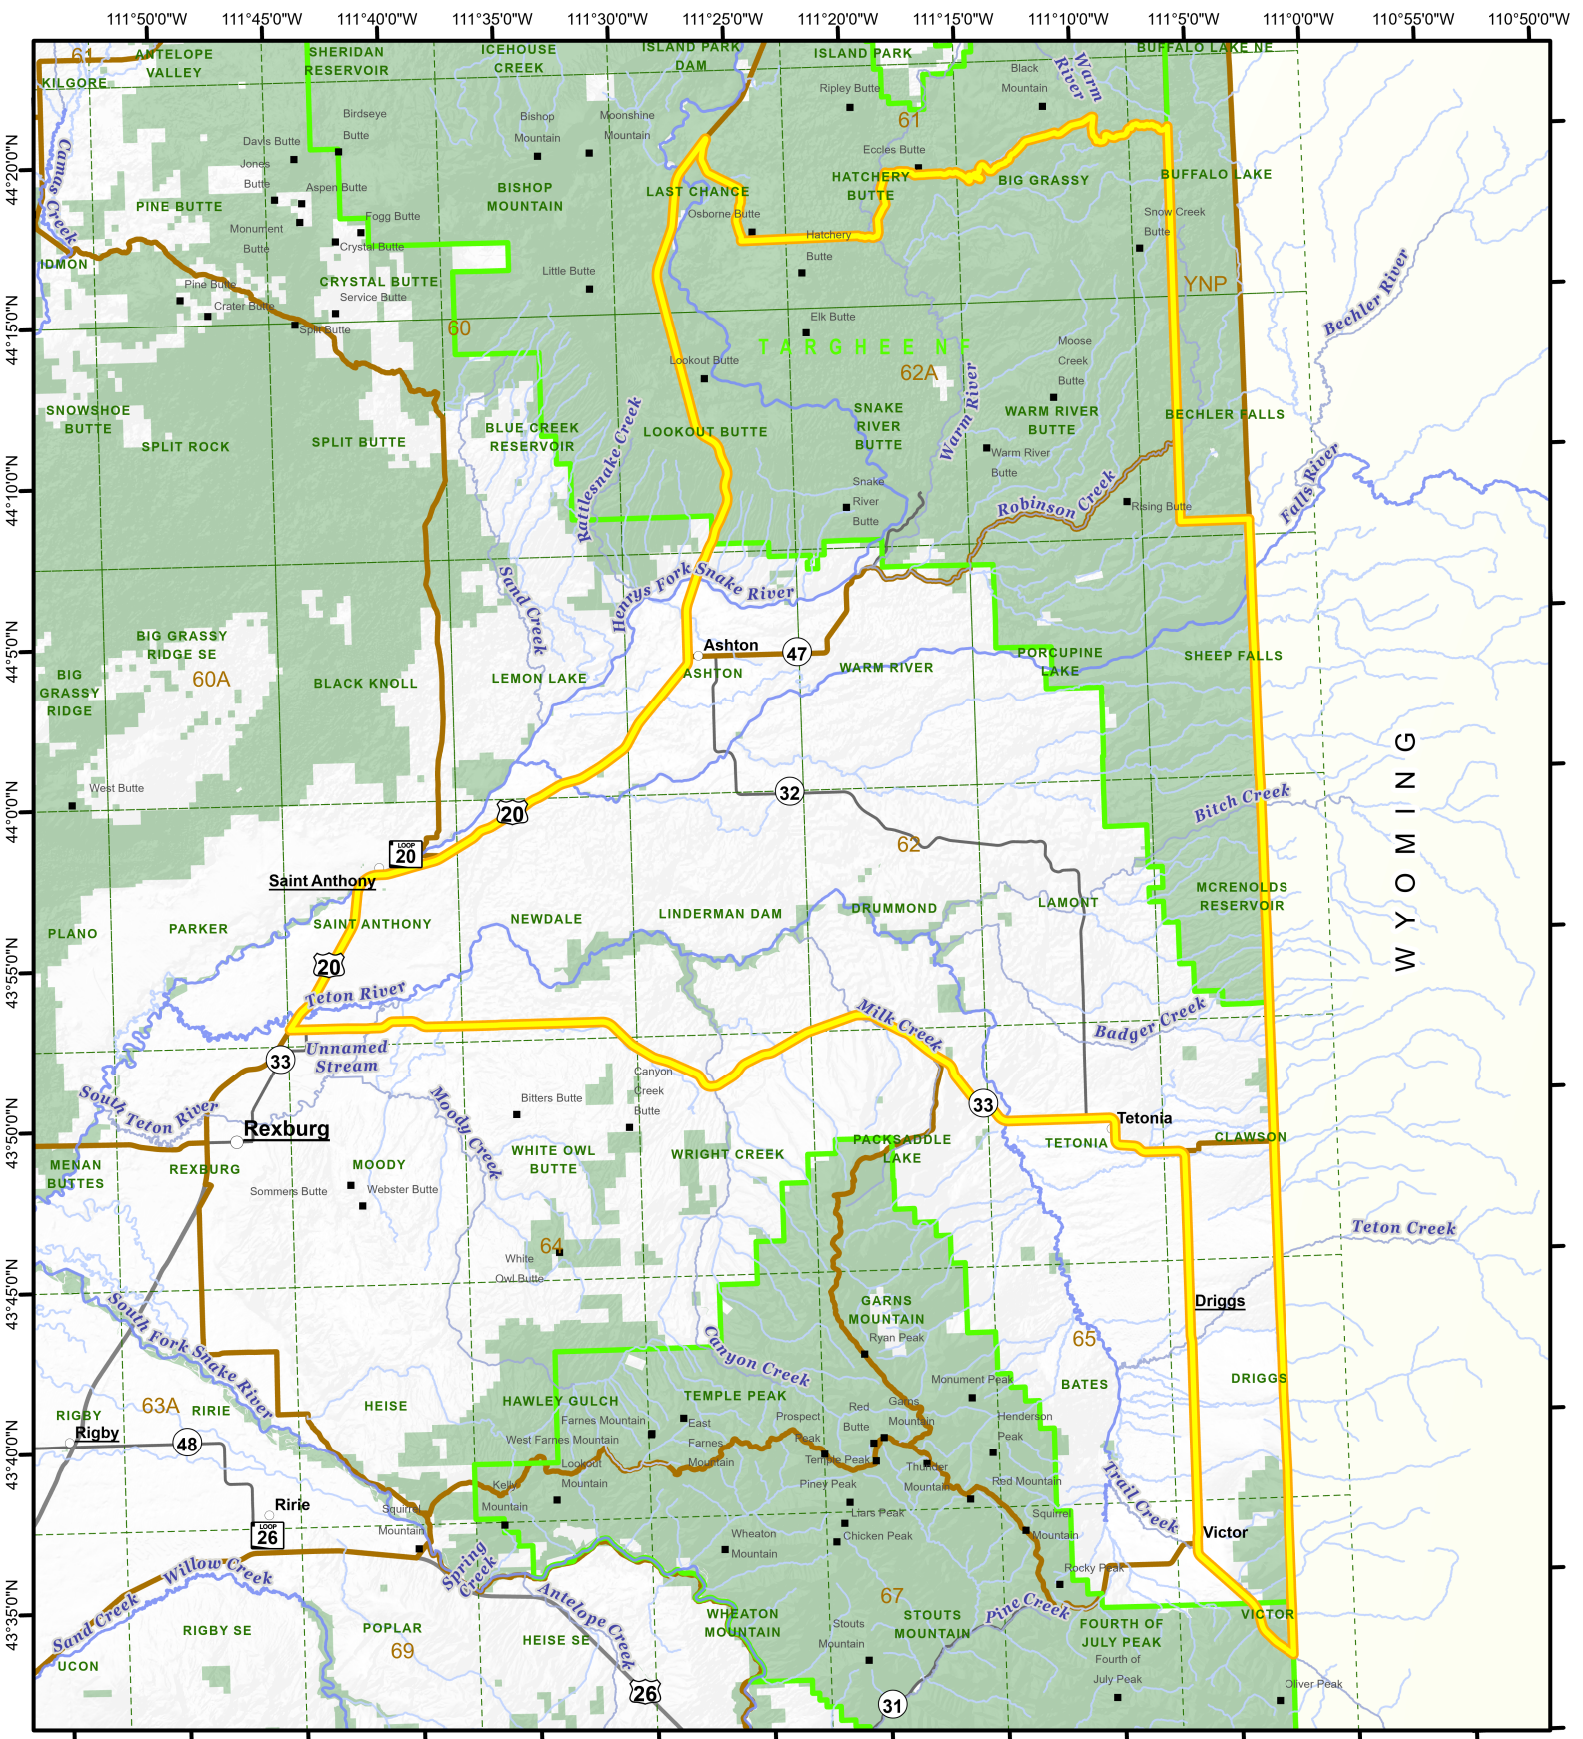 111°50'0"W 111°45'0"W 111°40'0"W 111°35'0"W 111°30'0"W 111°25'0"W 111°20'0"W 111°15'0"W 111°10'0"W 111°5'0"W 111°0'0"W 110°55'0"W 110°50'0"W
44°20'0"N
44°15'0"N
44°10'0"N
44°5'0"N
44°0'0"N
43°55'0"N
43°50'0"N
43°45'0"N
43°40'0"N
43°35'0"N
61
ANTELOPE
VALLEY
KILGORE
SHERIDAN
RESERVOIR
ICEHOUSE
CREEK
ISLAND PARK
DAM
ISLAND PARK
BUFFALO LAKE NE
Black
Mountain
Warm
River
Ripley Butte
61
Birdseye
Butte
Bishop
Mountain
Moonshine
Mountain
Davis Butte
Jones
Butte
Aspen Butte
Camas Creek
PINE BUTTE
Monument
Butte
Fogg Butte
Crystal Butte
BISHOP
MOUNTAIN
LAST CHANCE
Osborne Butte
Eccles Butte
HATCHERY
BUTTE
Hatchery
Butte
BIG GRASSY
BUFFALO LAKE
Snow Creek
Butte
IDMON
Pine Butte
Crater Butte
CRYSTAL BUTTE
Service Butte
Split Butte
Little Butte
60
YNP
Bechler River
Elk Butte
TARGHEE NF
62A
Lookout Butte
Moose
Creek
Butte
Warm River
SNOWSHOE
BUTTE
SPLIT ROCK
SPLIT BUTTE
BLUE CREEK
RESERVOIR
Rattlesnake Creek
LOOKOUT BUTTE
SNAKE
RIVER
BUTTE
WARM RIVER
BUTTE
BECHLER FALLS
Warm River
Butte
Snake
River
Butte
Robinson Creek
Rising Butte
Falls River
Sand Creek
Henrys Fork Snake River
BIG GRASSY
RIDGE SE
BIG
GRASSY
RIDGE
60A
BLACK KNOLL
LEMON LAKE
Ashton
47
ASHTON
WARM RIVER
PORCUPINE
LAKE
SHEEP FALLS
West Butte
WYOMING
20
32
Bitch Creek
LOOP
20
62
Saint Anthony
PLANO
PARKER
SAINT ANTHONY
NEWDALE
LINDERMAN DAM
DRUMMOND
LAMONT
MCRENOLDS
RESERVOIR
20
Teton River
Milk Creek
Badger Creek
33
Unnamed
Stream
South Teton River
Rexburg
Moody Creek
Bitters Butte
Canyon
Creek
Butte
33
Tetonia
TETONIA
CLAWSON
MENAN
BUTTES
REXBURG
MOODY
WHITE OWL
BUTTE
WRIGHT CREEK
PACKSADDLE
LAKE
Sommers Butte
Webster Butte
64
White
Owl Butte
Teton Creek
South Fork Snake River
GARNS
MOUNTAIN
Ryan Peak
Driggs
65
Canyon Creek
Monument Peak
BATES
DRIGGS
63A
RIGBY
Rigby
RIRIE
48
HEISE
HAWLEY GULCH
Farnes Mountain
West Farnes Mountain
TEMPLE PEAK
East
Farnes
Mountain
Prospect
Peak
Red
Butte
Garns
Mountain
Henderson
Peak
Temple Peak
Lookout
Mountain
Kelly
Mountain
Piney Peak
Thunder
Mountain
Red Mountain
Trail Creek
Ririe
LOOP
26
Squirrel
Mountain
Liars Peak
Chicken Peak
Wheaton
Mountain
Squirrel
Mountain
Victor
Rocky Peak
Willow Creek
Spring
Creek
Antelope Creek
67
Pine Creek
Sand Creek
RIGBY SE
POPLAR
69
HEISE SE
WHEATON
MOUNTAIN
Stouts
Mountain
STOUTS
MOUNTAIN
FOURTH OF
JULY PEAK
Fourth of
July Peak
VICTOR
Oliver Peak
UCON
26
31